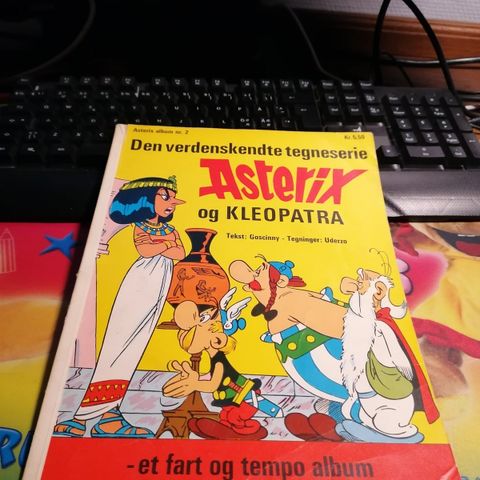 Asterix album nr. 2
Kr 5,50
Den verdenskendte tegneserie
Asterix
og KLEOPATRA
Tekst: Goscinny - Tegninger: Uderzo
- et fart og tempo album